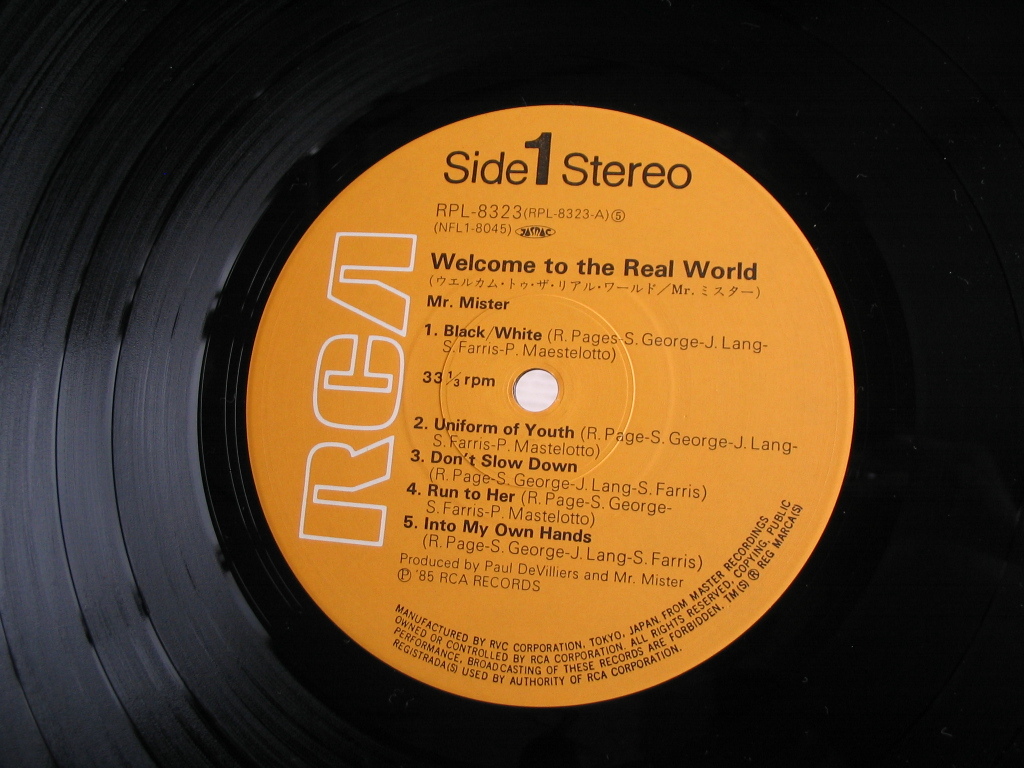 Side 1 Stereo
RPL-8323(RPL-8323-A)⑤
(NFL1-8045) JASRAC
Welcome to the Real World
(ウエルカム・トゥ・ザ・リアル・ワールド／Mr.ミスター)
Mr. Mister
1. Black/White (R. Pages-S. George-J. Lang-
S. Farris-P. Maestelotto)
33 1/3 rpm
2. Uniform of Youth (R. Page-S. George-J. Lang-
S. Farris-P. Mastelotto)
3. Don't Slow Down
(R. Page-S. George-J. Lang-S. Farris)
4. Run to Her (R. Page-S. George-
S. Farris-P. Mastelotto)
5. Into My Own Hands
(R. Page-S. George-J. Lang-S. Farris)
Produced by Paul DeVilliers and Mr. Mister
Ⓟ '85 RCA RECORDS
RCA
MANUFACTURED BY RVC CORPORATION, TOKYO, JAPAN FROM MASTER RECORDINGS
OWNED OR CONTROLLED BY RCA CORPORATION. ALL RIGHTS RESERVED, COPYING, PUBLIC
PERFORMANCE, BROADCASTING OF THESE RECORDS ARE FORBIDDEN. TM(S) ® REG MARCA(S)
REGISTRADA(S) USED BY AUTHORITY OF RCA CORPORATION.